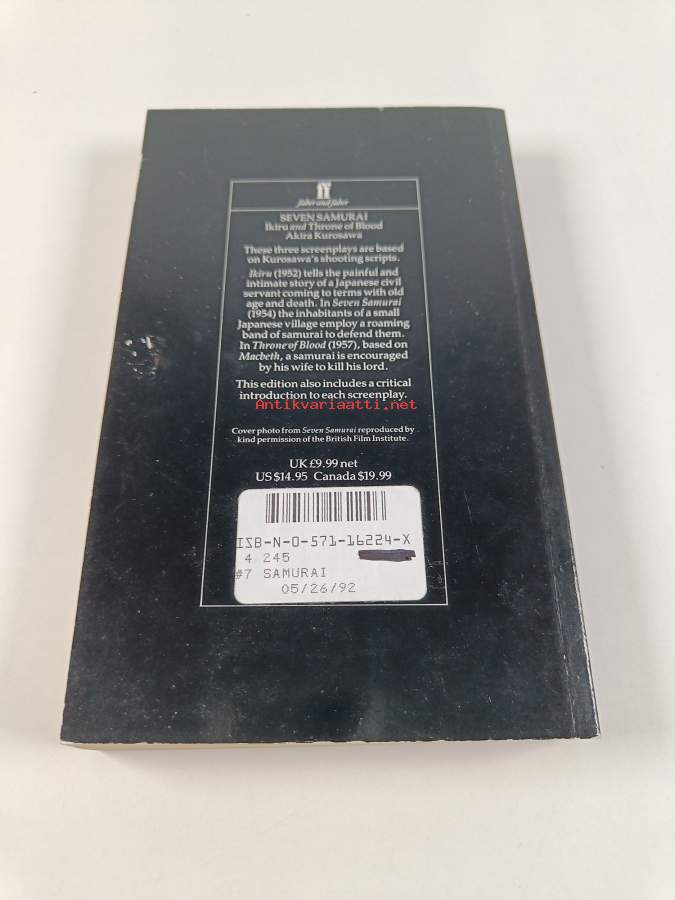 ff
faber and faber
SEVEN SAMURAI
Ikiru and Throne of Blood
Akira Kurosawa
These three screenplays are based
on Kurosawa's shooting scripts.
Ikiru (1952) tells the painful and
intimate story of a Japanese civil
servant coming to terms with old
age and death. In Seven Samurai
(1954) the inhabitants of a small
Japanese village employ a roaming
band of samurai to defend them.
In Throne of Blood (1957), based on
Macbeth, a samurai is encouraged
by his wife to kill his lord.
This edition also includes a critical
introduction to each screenplay.
Antikvariaatti.net
Cover photo from Seven Samurai reproduced by
kind permission of the British Film Institute.
UK £9.99 net
US $14.95 Canada $19.99
ISB-N-0-571-16224-X
4 245
#7 SAMURAI
05/26/92